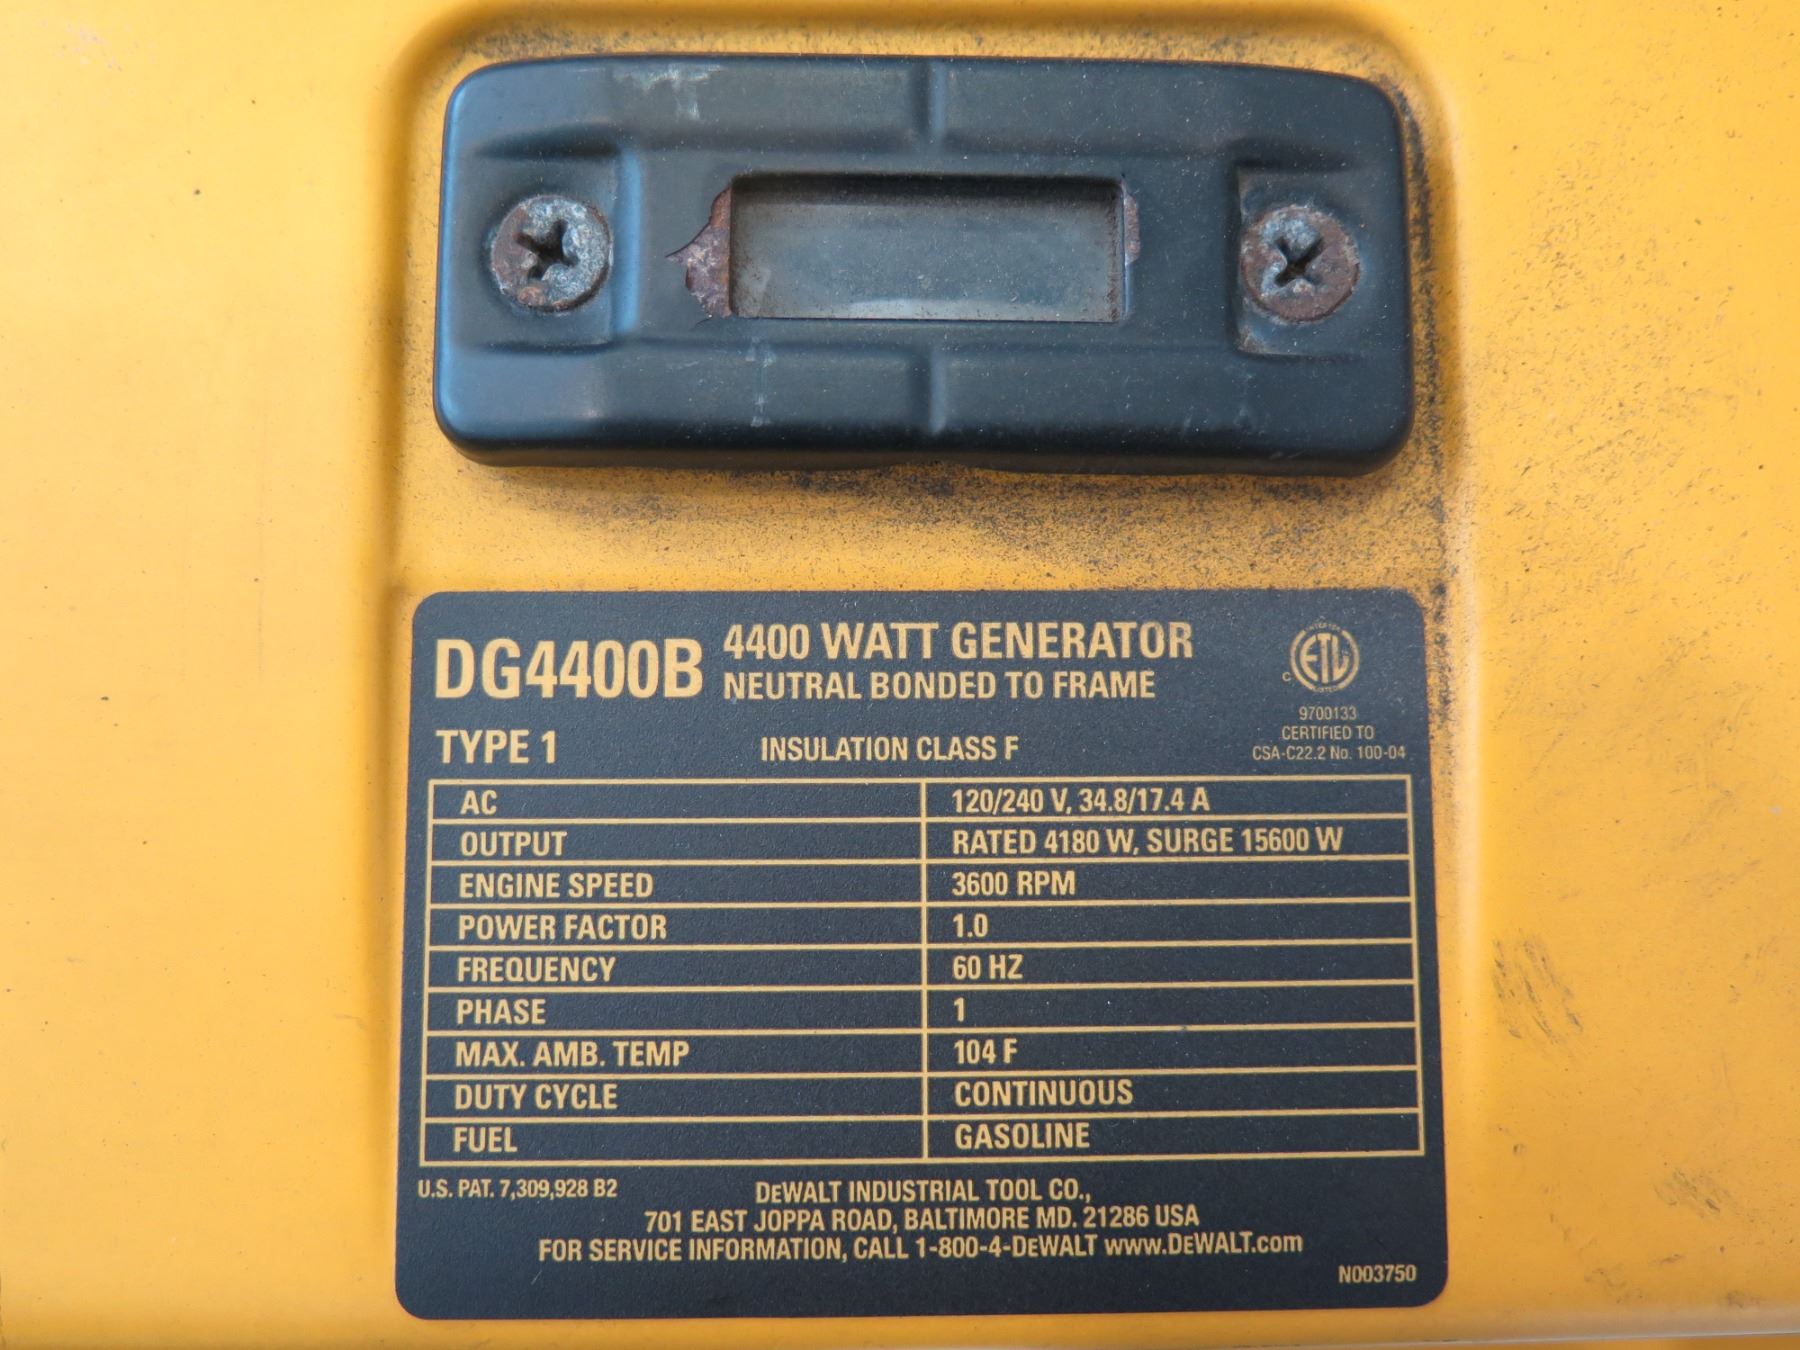 DG4400B 4400 WATT GENERATOR
NEUTRAL BONDED TO FRAME
C ETL
INTERTEK
LISTED
9700133
CERTIFIED TO
CSA-C22.2 No. 100-04
TYPE 1 INSULATION CLASS F
AC 120/240 V, 34.8/17.4 A
OUTPUT RATED 4180 W, SURGE 15600 W
ENGINE SPEED 3600 RPM
POWER FACTOR 1.0
FREQUENCY 60 HZ
PHASE 1
MAX. AMB. TEMP 104 F
DUTY CYCLE CONTINUOUS
FUEL GASOLINE
U.S. PAT. 7,309,928 B2
DEWALT INDUSTRIAL TOOL CO.,
701 EAST JOPPA ROAD, BALTIMORE MD. 21286 USA
FOR SERVICE INFORMATION, CALL 1-800-4-DEWALT www.DEWALT.com
N003750